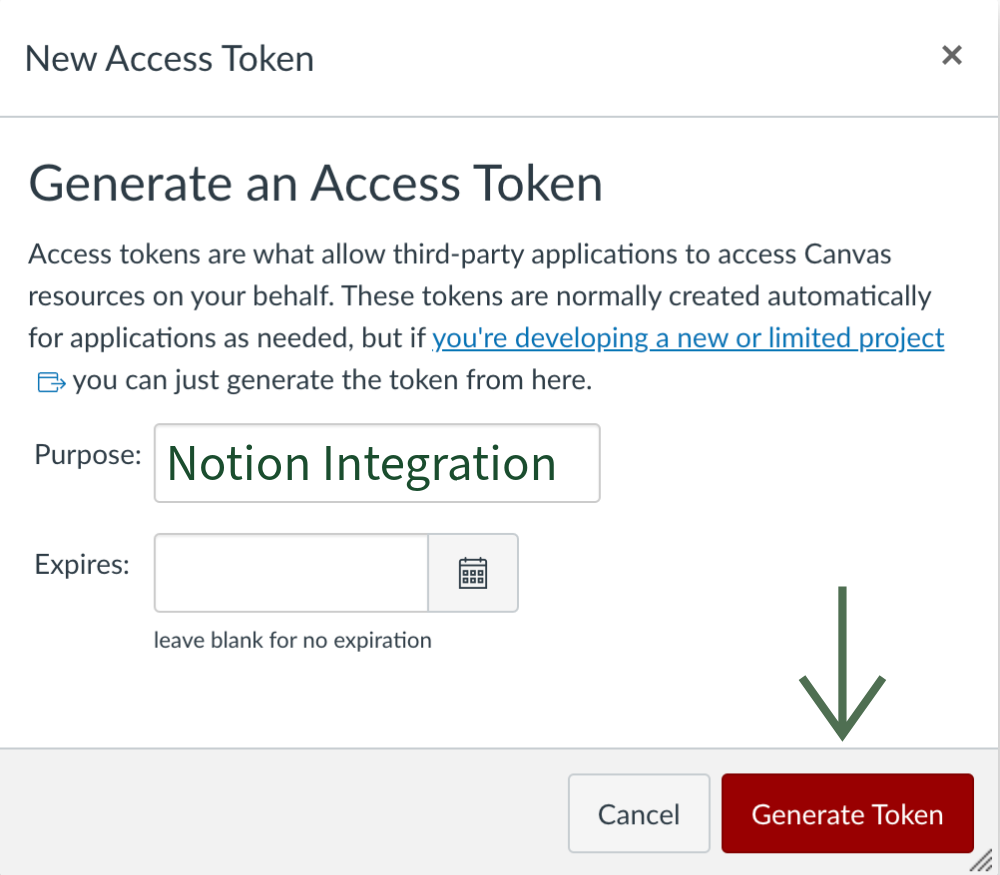 New Access Token
Generate an Access Token
Access tokens are what allow third-party applications to access Canvas
resources on your behalf. These tokens are normally created automatically
for applications as needed, but if you're developing a new or limited project
you can just generate the token from here.
Purpose: Notion Integration
Expires:
leave blank for no expiration
Cancel Generate Token